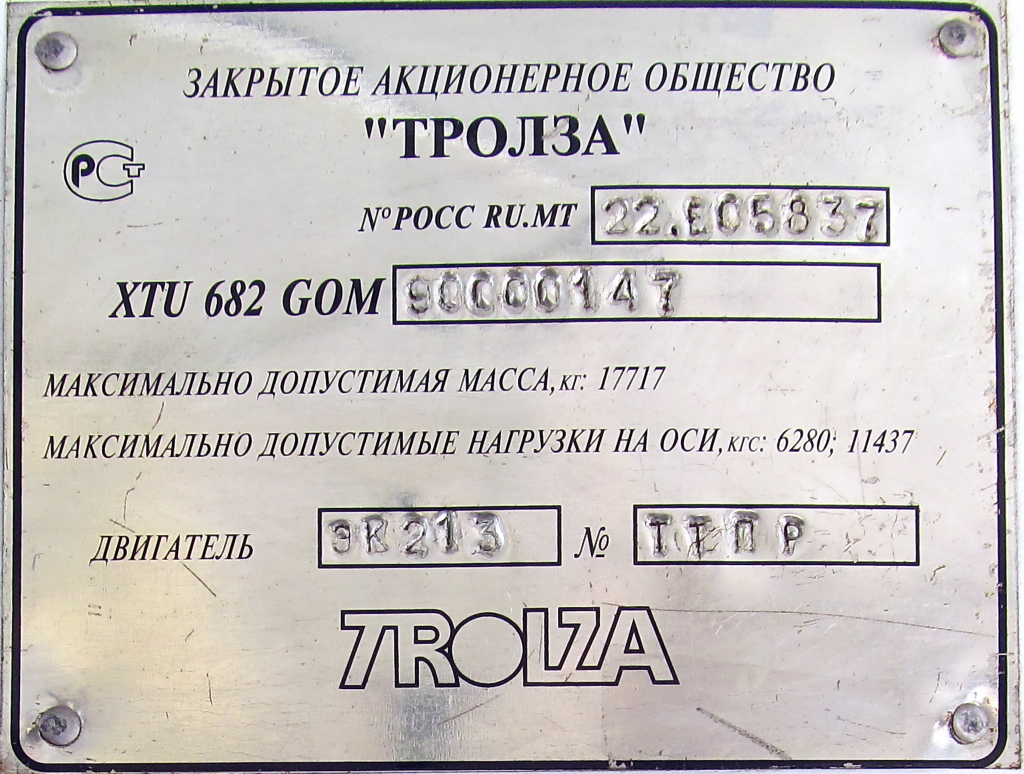 ЗАКРЫТОЕ АКЦИОНЕРНОЕ ОБЩЕСТВО
"ТРОЛЗА"
РСТ
№РОСС RU.MT 22.E05837
XTU 682 GOM 90000147
МАКСИМАЛЬНО ДОПУСТИМАЯ МАССА, КГ: 17717
МАКСИМАЛЬНО ДОПУСТИМЫЕ НАГРУЗКИ НА ОСИ, КГС: 6280; 11437
ДВИГАТЕЛЬ ЭК213 № ТТПР
TROLZA